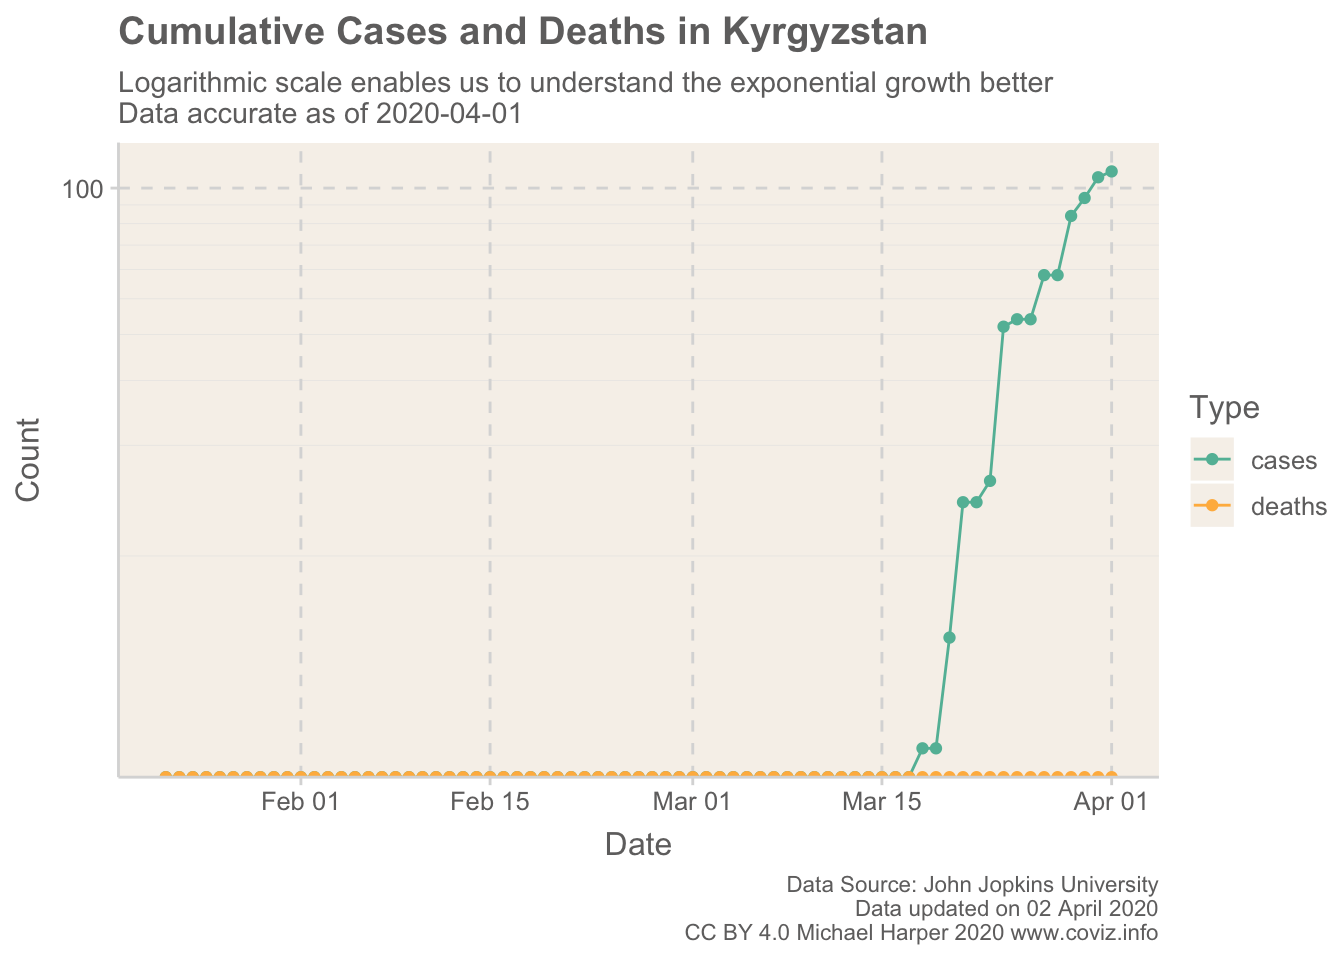 Cumulative Cases and Deaths in Kyrgyzstan
Logarithmic scale enables us to understand the exponential growth better
Data accurate as of 2020-04-01
100
Count
Feb 01
Feb 15
Mar 01
Mar 15
Apr 01
Date
Type
cases
deaths
Data Source: John Jopkins University
Data updated on 02 April 2020
CC BY 4.0 Michael Harper 2020 www.coviz.info